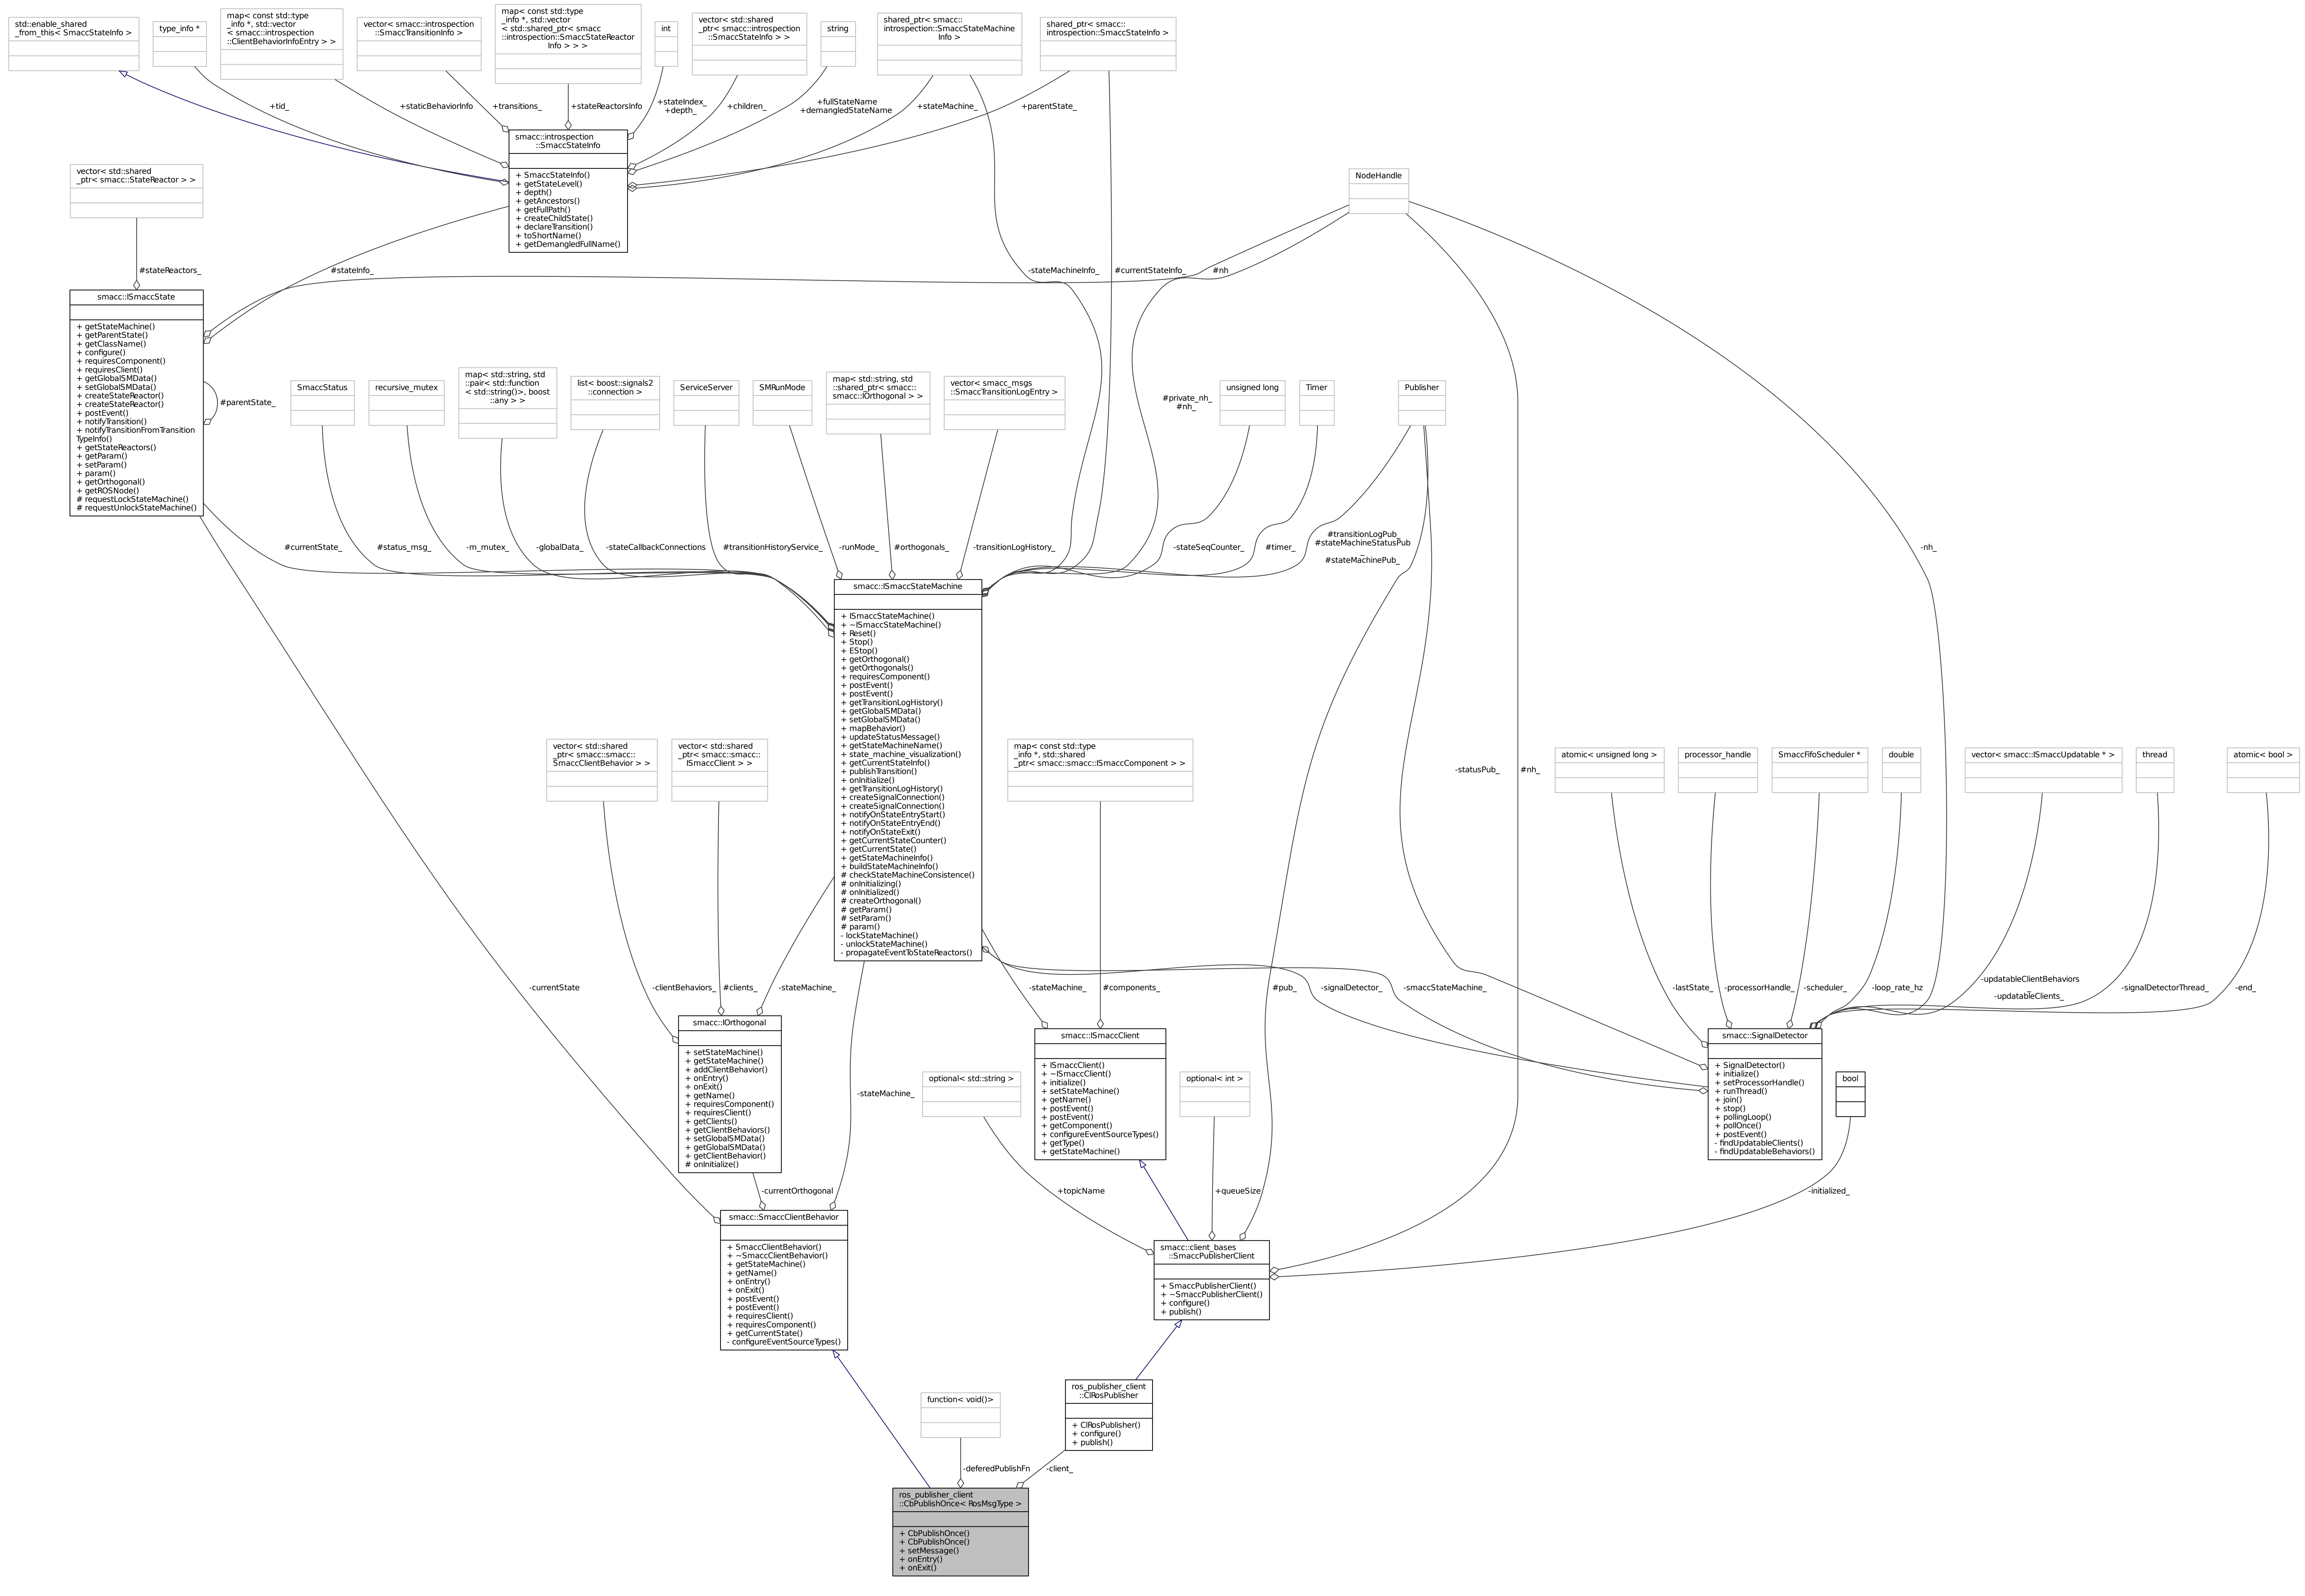 std::enable_shared
_from_this< SmaccStateInfo >
type_info *
map< const std::type
_info *, std::vector
< smacc::introspection
::ClientBehaviorInfoEntry > >
vector< smacc::introspection
::SmaccTransitionInfo >
map< const std::type
_info *, std::vector
< std::shared_ptr< smacc
::introspection::SmaccStateReactor
Info > > >
int
vector< std::shared
_ptr< smacc::introspection
::SmaccStateInfo > >
string
shared_ptr< smacc::
introspection::SmaccStateMachine
Info >
shared_ptr< smacc::
introspection::SmaccStateInfo >
+tid_
+staticBehaviorInfo
+transitions_
+stateReactorsInfo
+stateIndex_
+depth_
+children_
+fullStateName
+demangledStateName
+stateMachine_
+parentState_
smacc::introspection
::SmaccStateInfo
+ SmaccStateInfo()
+ getStateLevel()
+ depth()
+ getAncestors()
+ getFullPath()
+ createChildState()
+ declareTransition()
+ toShortName()
+ getDemangledFullName()
vector< std::shared
_ptr< smacc::StateReactor > >
NodeHandle
#stateReactors_
#stateInfo_
-stateMachineInfo_
#currentStateInfo_
#nh
smacc::ISmaccState
+ getStateMachine()
+ getParentState()
+ getClassName()
+ configure()
+ requiresComponent()
+ requiresClient()
+ getGlobalSMData()
+ setGlobalSMData()
+ createStateReactor()
+ createStateReactor()
+ postEvent()
+ notifyTransition()
+ notifyTransitionFromTransition
TypeInfo()
+ getStateReactors()
+ getParam()
+ setParam()
+ param()
+ getOrthogonal()
+ getROSNode()
# requestLockStateMachine()
# requestUnlockStateMachine()
#parentState_
SmaccStatus
recursive_mutex
map< std::string, std
::pair< std::function
< std::string()>, boost
::any > >
list< boost::signals2
::connection >
ServiceServer
SMRunMode
map< std::string, std
::shared_ptr< smacc::
smacc::IOrthogonal > >
vector< smacc_msgs
::SmaccTransitionLogEntry >
#private_nh_
#nh_
unsigned long
Timer
Publisher
#currentState_
#status_msg_
-m_mutex_
-globalData_
-stateCallbackConnections
#transitionHistoryService_
-runMode_
#orthogonals_
-transitionLogHistory_
-stateSeqCounter_
#timer_
#transitionLogPub_
#stateMachineStatusPub
_
#stateMachinePub_
-nh_
smacc::ISmaccStateMachine
+ ISmaccStateMachine()
+ ~ISmaccStateMachine()
+ Reset()
+ Stop()
+ EStop()
+ getOrthogonal()
+ getOrthogonals()
+ requiresComponent()
+ postEvent()
+ postEvent()
+ getTransitionLogHistory()
+ getGlobalSMData()
+ setGlobalSMData()
+ mapBehavior()
+ updateStatusMessage()
+ getStateMachineName()
+ state_machine_visualization()
+ getCurrentStateInfo()
+ publishTransition()
+ onInitialize()
+ getTransitionLogHistory()
+ createSignalConnection()
+ createSignalConnection()
+ notifyOnStateEntryStart()
+ notifyOnStateEntryEnd()
+ notifyOnStateExit()
+ getCurrentStateCounter()
+ getCurrentState()
+ getStateMachineInfo()
+ buildStateMachineInfo()
# checkStateMachineConsistence()
# onInitializing()
# onInitialized()
# createOrthogonal()
# getParam()
# setParam()
# param()
- lockStateMachine()
- unlockStateMachine()
- propagateEventToStateReactors()
vector< std::shared
_ptr< smacc::smacc::
SmaccClientBehavior > >
vector< std::shared
_ptr< smacc::smacc::
ISmaccClient > >
map< const std::type
_info *, std::shared
_ptr< smacc::smacc::ISmaccComponent > >
-statusPub_
#nh_
atomic< unsigned long >
processor_handle
SmaccFifoScheduler *
double
vector< smacc::ISmaccUpdatable * >
thread
atomic< bool >
-currentState
-clientBehaviors_
#clients_
-stateMachine_
-stateMachine_
#components_
#pub_
-signalDetector_
-smaccStateMachine_
-lastState_
-processorHandle_
-scheduler_
-loop_rate_hz
-updatableClientBehaviors
_
-updatableClients_
-signalDetectorThread_
-end_
smacc::IOrthogonal
+ setStateMachine()
+ getStateMachine()
+ addClientBehavior()
+ onEntry()
+ onExit()
+ getName()
+ requiresComponent()
+ requiresClient()
+ getClients()
+ getClientBehaviors()
+ setGlobalSMData()
+ getGlobalSMData()
+ getClientBehavior()
# onInitialize()
-stateMachine_
smacc::ISmaccClient
+ ISmaccClient()
+ ~ISmaccClient()
+ initialize()
+ setStateMachine()
+ getName()
+ postEvent()
+ postEvent()
+ getComponent()
+ configureEventSourceTypes()
+ getType()
+ getStateMachine()
smacc::SignalDetector
+ SignalDetector()
+ initialize()
+ setProcessorHandle()
+ runThread()
+ join()
+ stop()
+ pollingLoop()
+ pollOnce()
+ postEvent()
- findUpdatableClients()
- findUpdatableBehaviors()
optional< std::string >
optional< int >
bool
-currentOrthogonal
+topicName
+queueSize
-initialized_
smacc::SmaccClientBehavior
+ SmaccClientBehavior()
+ ~SmaccClientBehavior()
+ getStateMachine()
+ getName()
+ onEntry()
+ onExit()
+ postEvent()
+ postEvent()
+ requiresClient()
+ requiresComponent()
+ getCurrentState()
- configureEventSourceTypes()
smacc::client_bases
::SmaccPublisherClient
+ SmaccPublisherClient()
+ ~SmaccPublisherClient()
+ configure()
+ publish()
function< void()>
ros_publisher_client
::ClRosPublisher
+ ClRosPublisher()
+ configure()
+ publish()
-deferedPublishFn
-client_
ros_publisher_client
::CbPublishOnce< RosMsgType >
+ CbPublishOnce()
+ CbPublishOnce()
+ setMessage()
+ onEntry()
+ onExit()